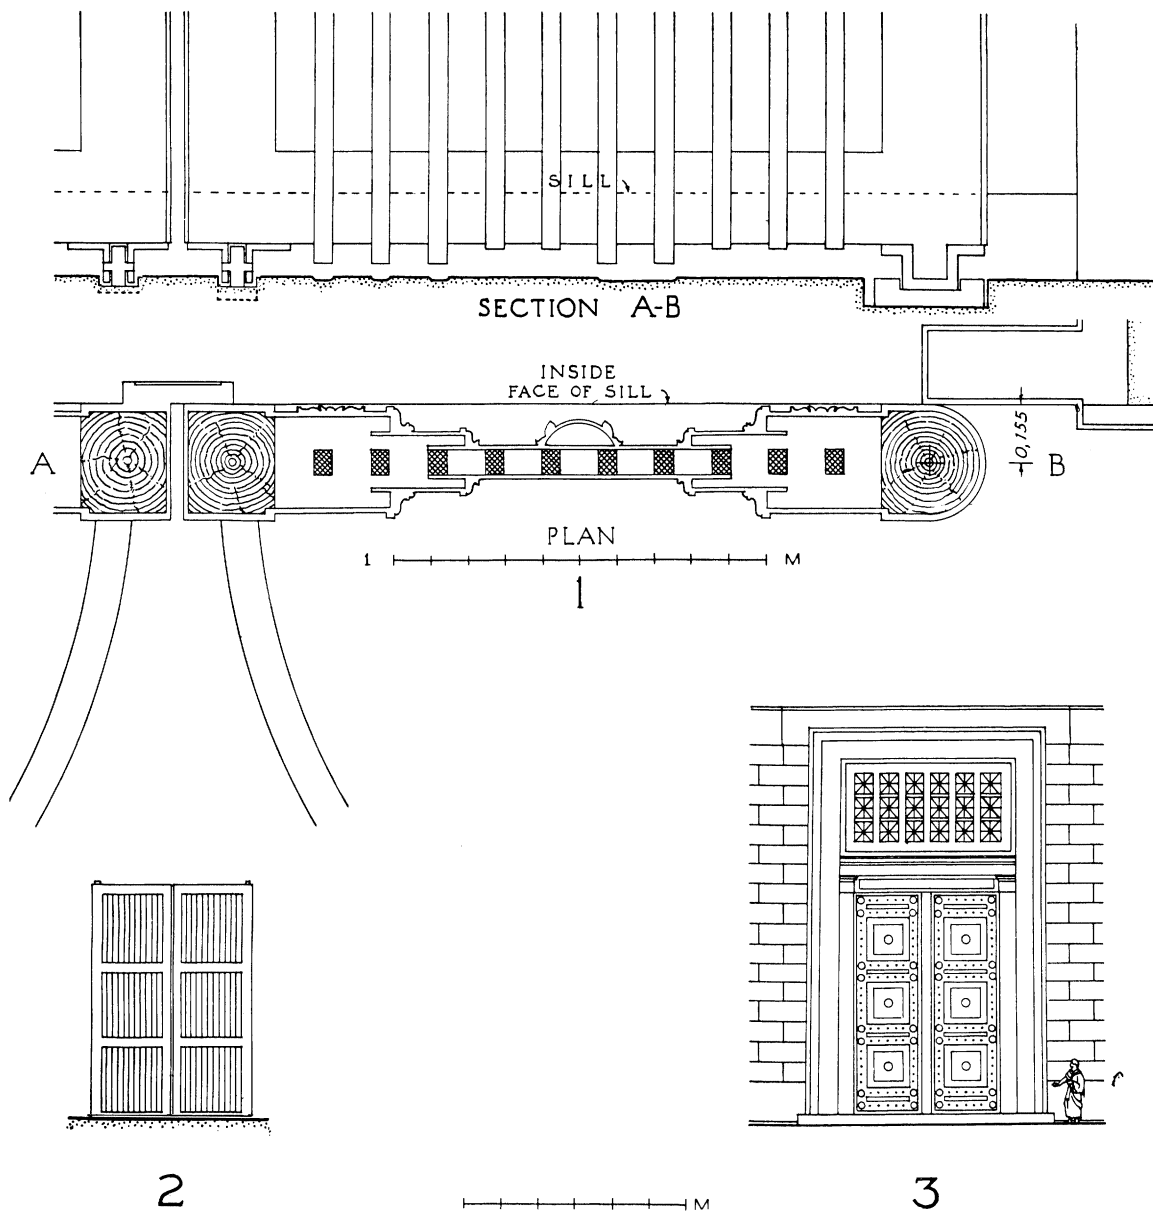 SILL
SECTION A-B
INSIDE
FACE OF SILL
0,155
A
B
PLAN
1 M
1
2
M
3